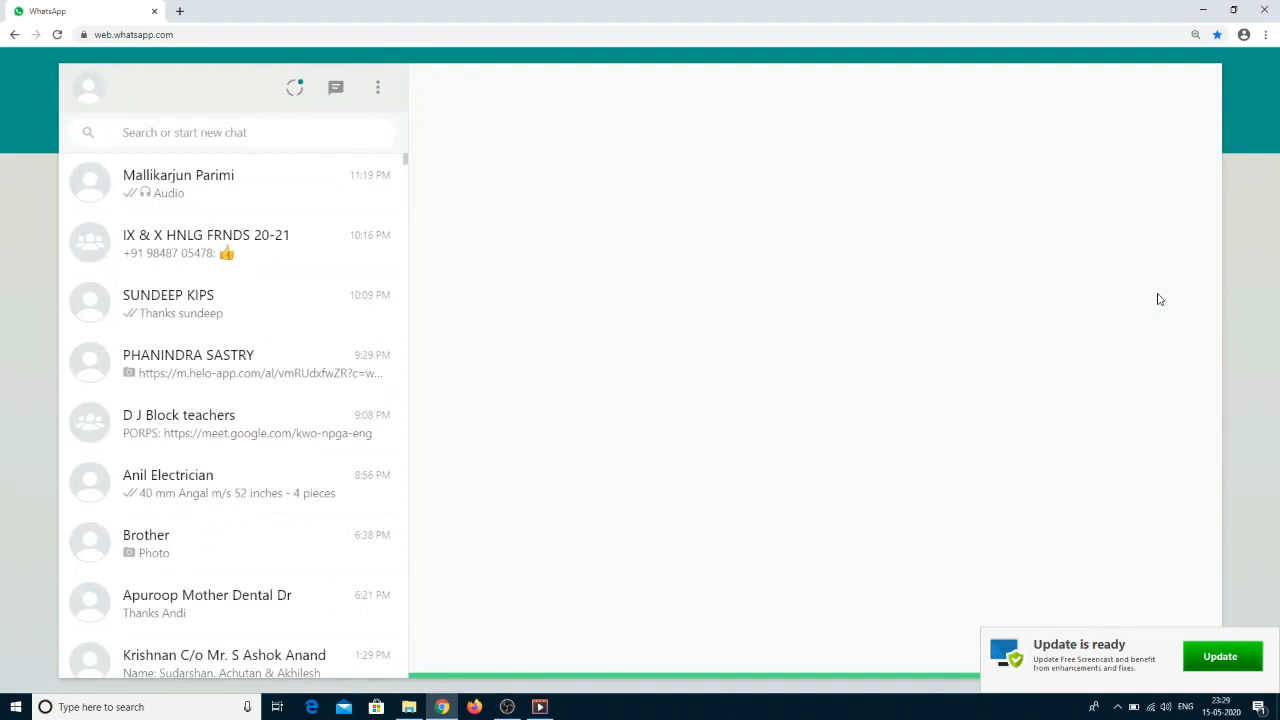 WhatsApp
web.whatsapp.com
Search or start new chat
Mallikarjun Parimi
11:19 PM
Audio
IX & X HNLG FRNDS 20-21
10:16 PM
+91 98487 05478: 👍
SUNDEEP KIPS
10:09 PM
Thanks sundeep
PHANINDRA SASTRY
9:29 PM
https://m.helo-app.com/al/vmRUdxfwZR?c=w...
D J Block teachers
9:08 PM
PORPS: https://meet.google.com/kwo-npga-eng
Anil Electrician
8:56 PM
40 mm Angal m/s 52 inches - 4 pieces
Brother
6:38 PM
Photo
Apuroop Mother Dental Dr
6:21 PM
Thanks Andi
Krishnan C/o Mr. S Ashok Anand
1:29 PM
Name: Sudarshan, Achutan & Akhilesh
Update is ready
Update Free Screencast and benefit
from enhancements and fixes.
Update
Type here to search
ENG
23:29
15-05-2020